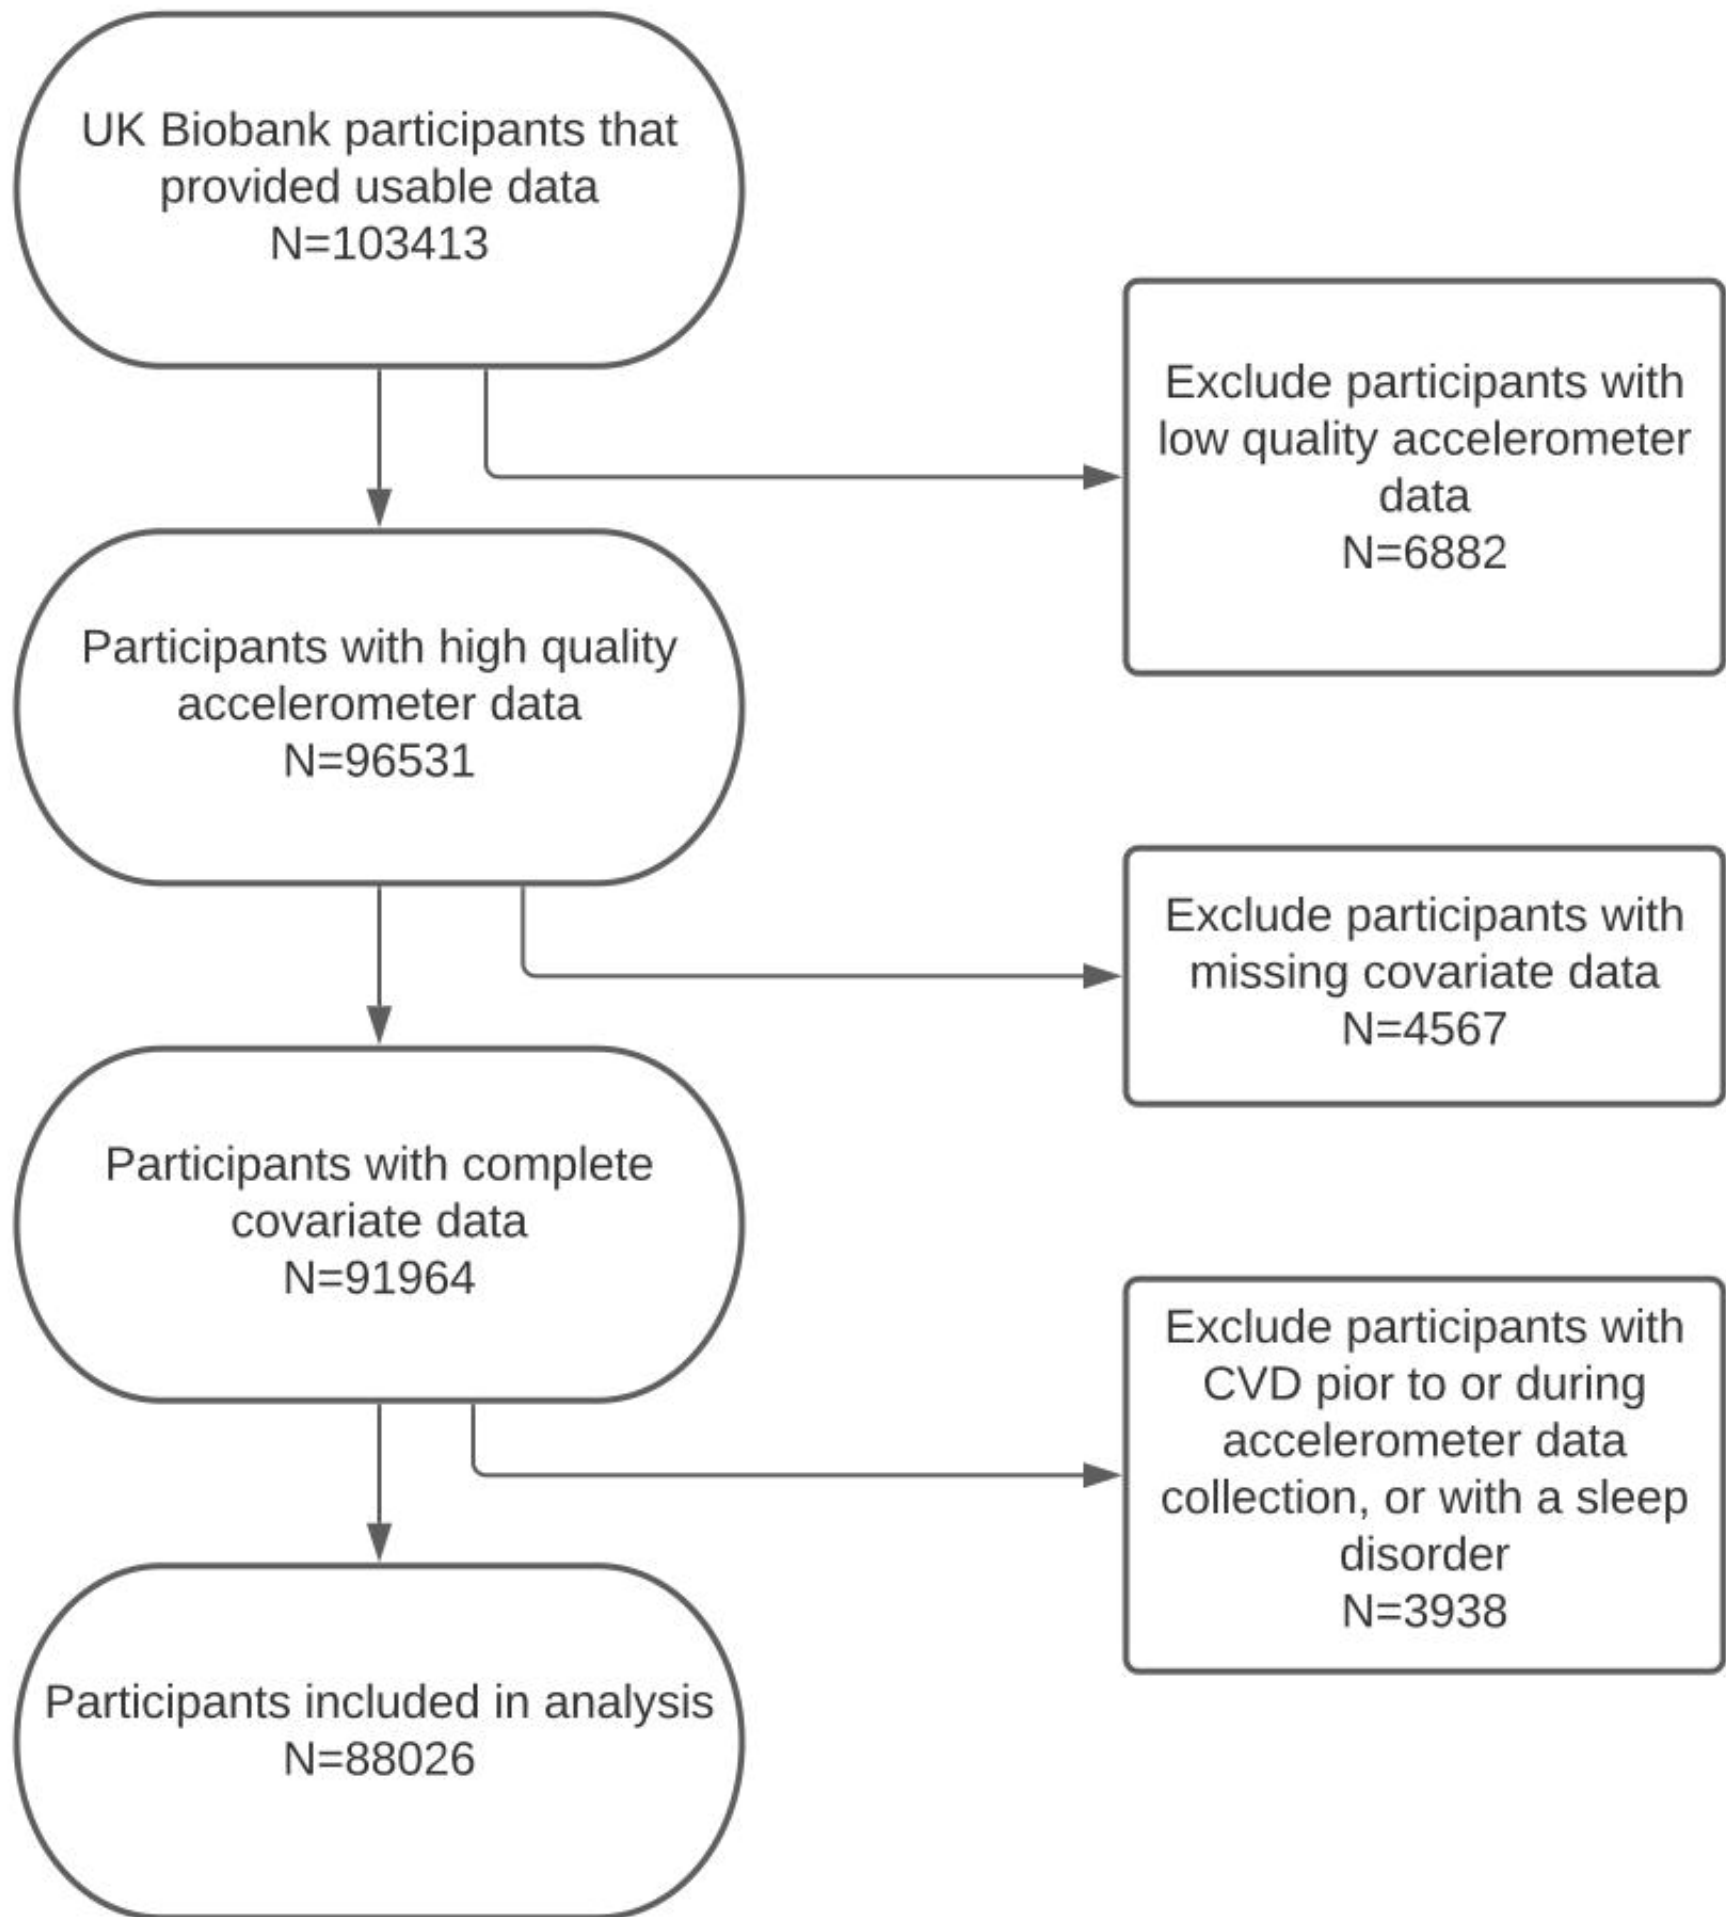 UK Biobank participants that
provided usable data
N=103413
Exclude participants with
low quality accelerometer
data
N=6882
Participants with high quality
accelerometer data
N=96531
Exclude participants with
missing covariate data
N=4567
Participants with complete
covariate data
N=91964
Exclude participants with
CVD pior to or during
accelerometer data
collection, or with a sleep
disorder
N=3938
Participants included in analysis
N=88026